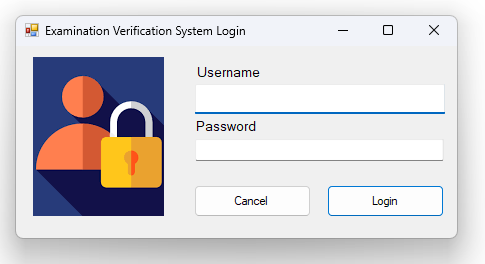 Examination Verification System Login
Username
Password
Cancel
Login